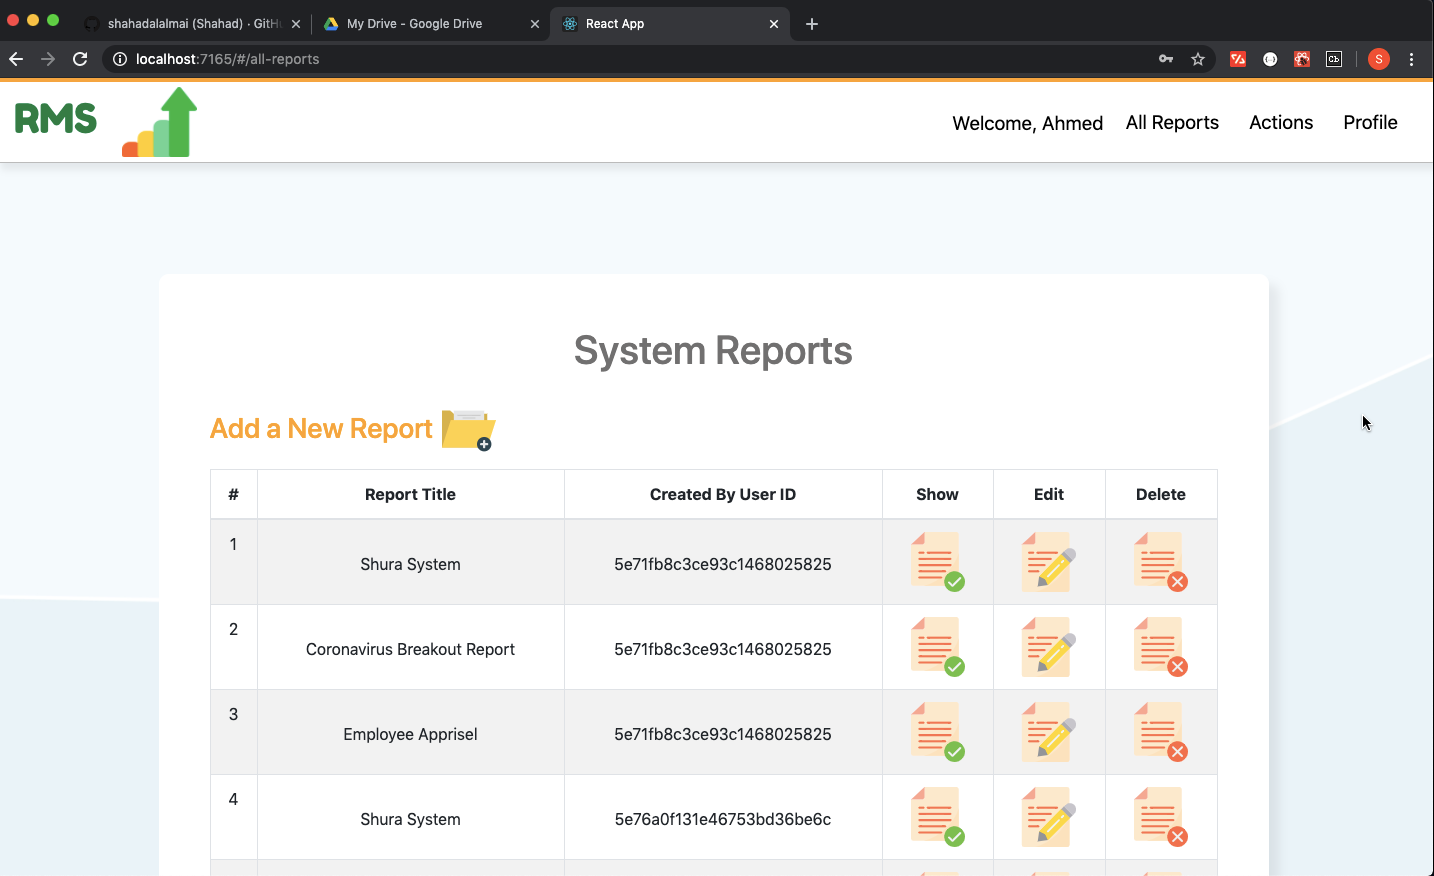 shahadalalmai (Shahad) · GitHu
My Drive - Google Drive
React App
localhost:7165/#/all-reports
S
RMS
Welcome, Ahmed
All Reports
Actions
Profile
System Reports
Add a New Report
# Report Title Created By User ID Show Edit Delete
1 Shura System 5e71fb8c3ce93c1468025825
2 Coronavirus Breakout Report 5e71fb8c3ce93c1468025825
3 Employee Apprisel 5e71fb8c3ce93c1468025825
4 Shura System 5e76a0f131e46753bd36be6c